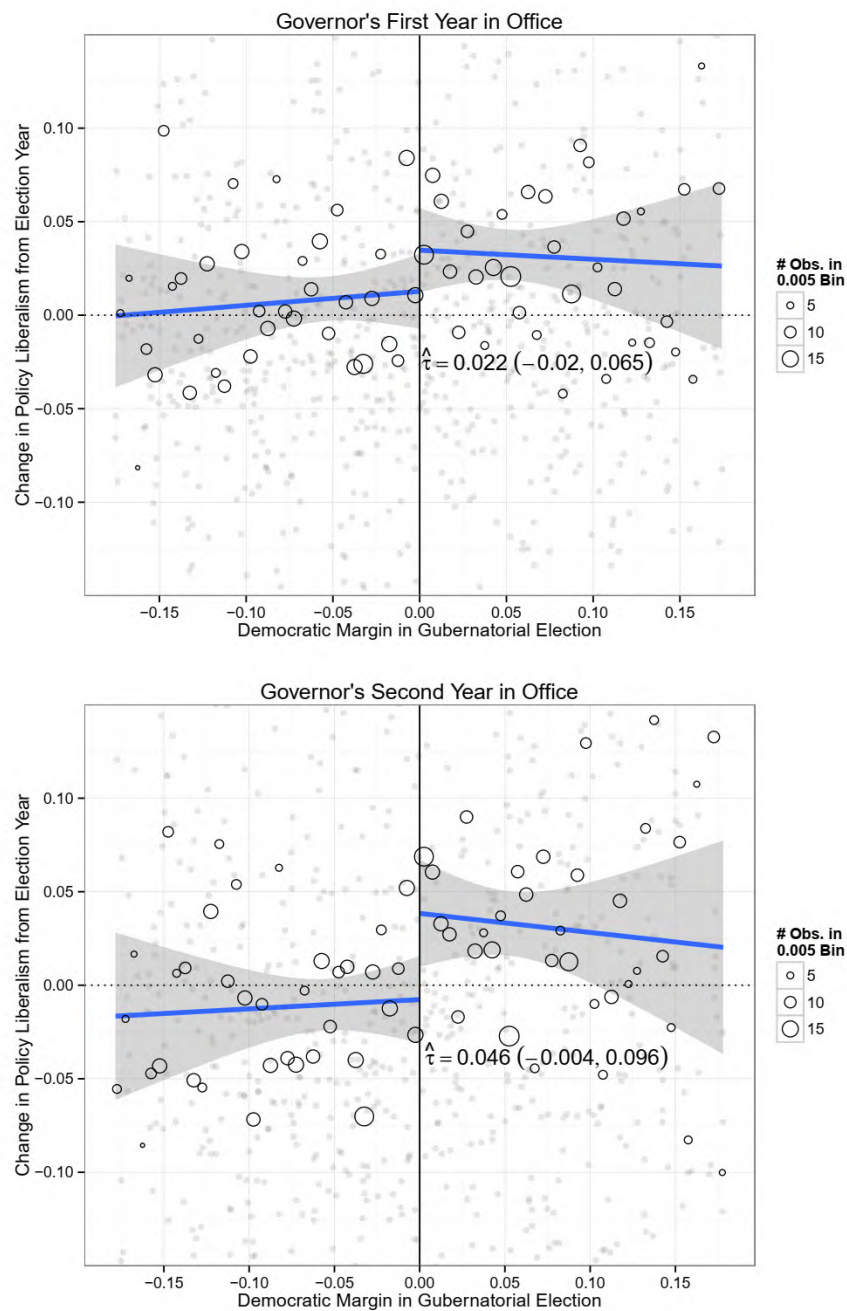 Governor's First Year in Office
Change in Policy Liberalism from Election Year
0.10
0.05
0.00
−0.05
−0.10
τ̂ = 0.022 (−0.02, 0.065)
−0.15 −0.10 −0.05 0.00 0.05 0.10 0.15
Democratic Margin in Gubernatorial Election
# Obs. in
0.005 Bin
5
10
15
Governor's Second Year in Office
Change in Policy Liberalism from Election Year
0.10
0.05
0.00
−0.05
−0.10
τ̂ = 0.046 (−0.004, 0.096)
−0.15 −0.10 −0.05 0.00 0.05 0.10 0.15
Democratic Margin in Gubernatorial Election
# Obs. in
0.005 Bin
5
10
15